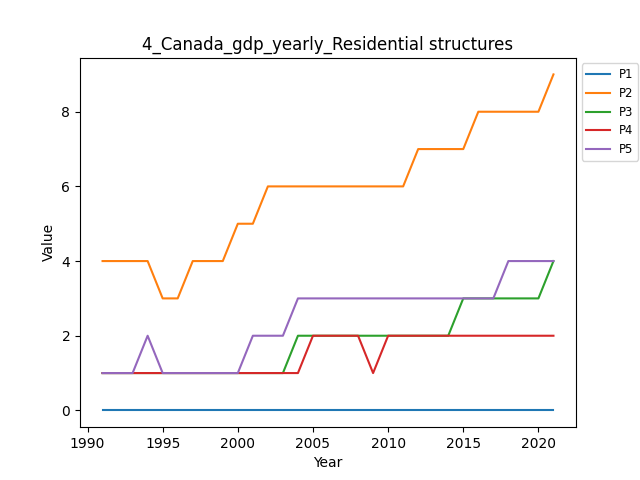 4_Canada_gdp_yearly_Residential structures
P1
P2
P3
P4
P5
Value
8
6
4
2
0
1990
1995
2000
2005
2010
2015
2020
Year